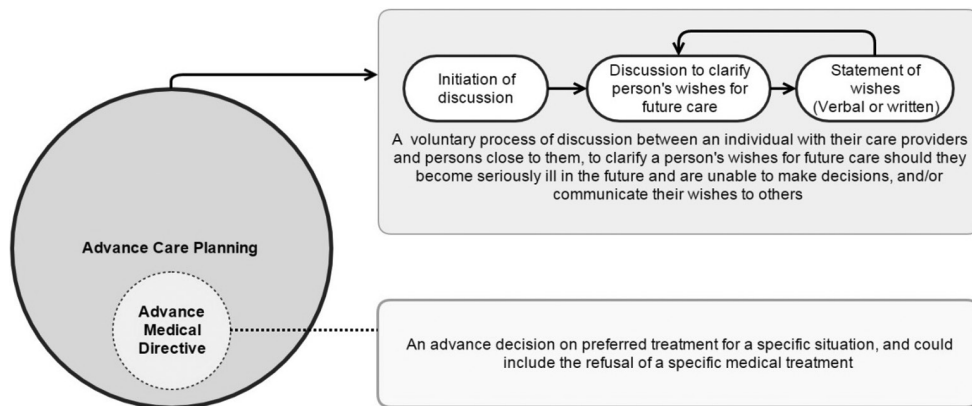 Initiation of
discussion
Discussion to clarify
person's wishes for
future care
Statement of
wishes
(Verbal or written)
A voluntary process of discussion between an individual with their care providers
and persons close to them, to clarify a person's wishes for future care should they
become seriously ill in the future and are unable to make decisions, and/or
communicate their wishes to others
Advance Care Planning
Advance
Medical
Directive
An advance decision on preferred treatment for a specific situation, and could
include the refusal of a specific medical treatment